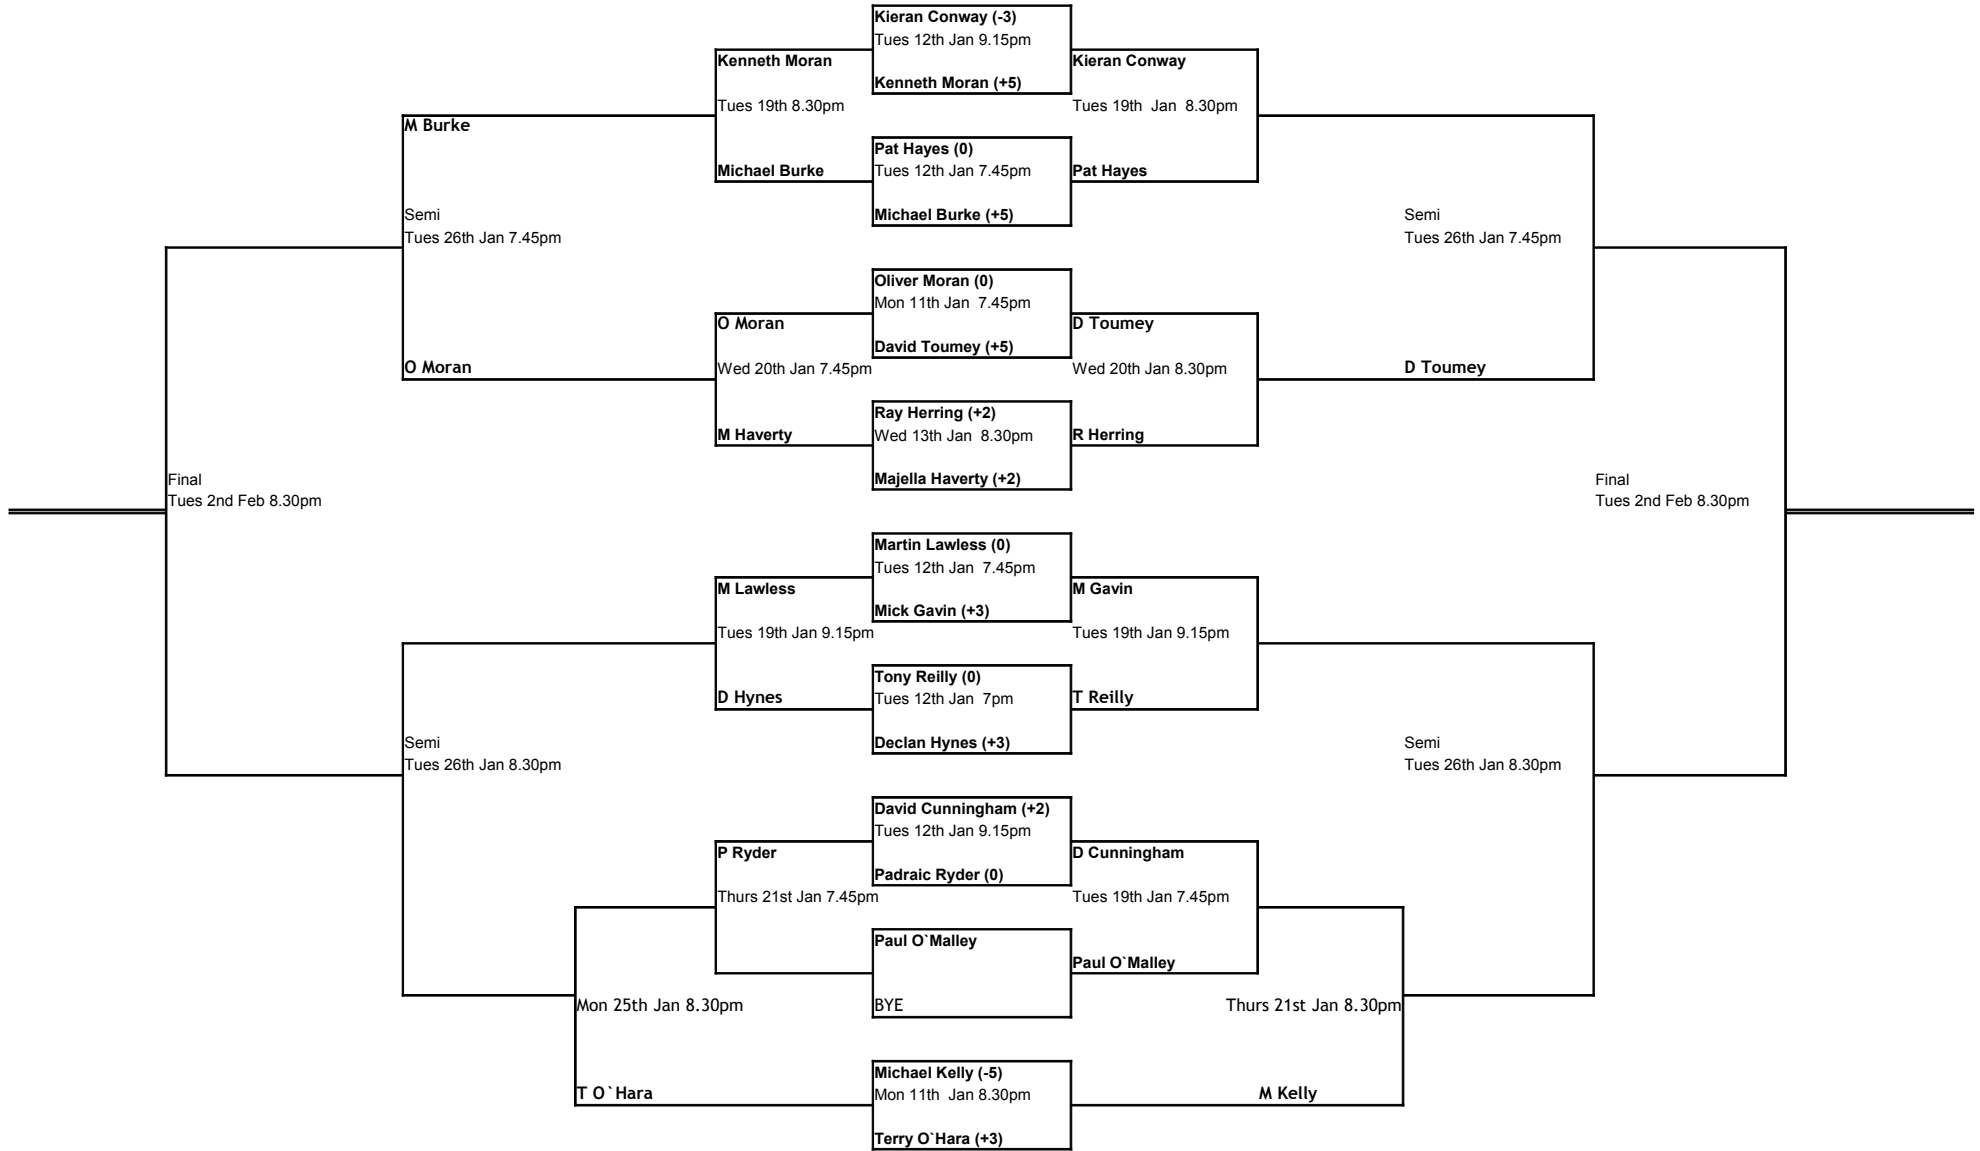 Kieran Conway (-3)
Tues 12th Jan 9.15pm
Kenneth Moran
Kieran Conway
Kenneth Moran (+5)
Tues 19th 8.30pm
Tues 19th  Jan  8.30pm
M Burke
Pat Hayes (0)
Tues 12th Jan 7.45pm
Michael Burke
Pat Hayes
Michael Burke (+5)
Semi
Semi
Tues 26th Jan 7.45pm
Tues 26th Jan 7.45pm
Oliver Moran (0)
Mon 11th Jan  7.45pm
O Moran
D Toumey
David Toumey (+5)
O Moran
Wed 20th Jan 7.45pm
Wed 20th Jan 8.30pm
D Toumey
Ray Herring (+2)
Wed 13th Jan  8.30pm
M Haverty
R Herring
Majella Haverty (+2)
Final
Final
Tues 2nd Feb 8.30pm
Tues 2nd Feb 8.30pm
Martin Lawless (0)
Tues 12th Jan  7.45pm
M Lawless
M Gavin
Mick Gavin (+3)
Tues 19th Jan 9.15pm
Tues 19th Jan 9.15pm
Tony Reilly (0)
Tues 12th Jan  7pm
D Hynes
T Reilly
Declan Hynes (+3)
Semi
Semi
Tues 26th Jan 8.30pm
Tues 26th Jan 8.30pm
David Cunningham (+2)
Tues 12th Jan 9.15pm
P Ryder
D Cunningham
Padraic Ryder (0)
Thurs 21st Jan 7.45pm
Tues 19th Jan 7.45pm
Paul O`Malley
Paul O`Malley
Mon 25th Jan 8.30pm
BYE
Thurs 21st Jan 8.30pm
Michael Kelly (-5)
T O`Hara
Mon 11th  Jan 8.30pm
M Kelly
Terry O`Hara (+3)